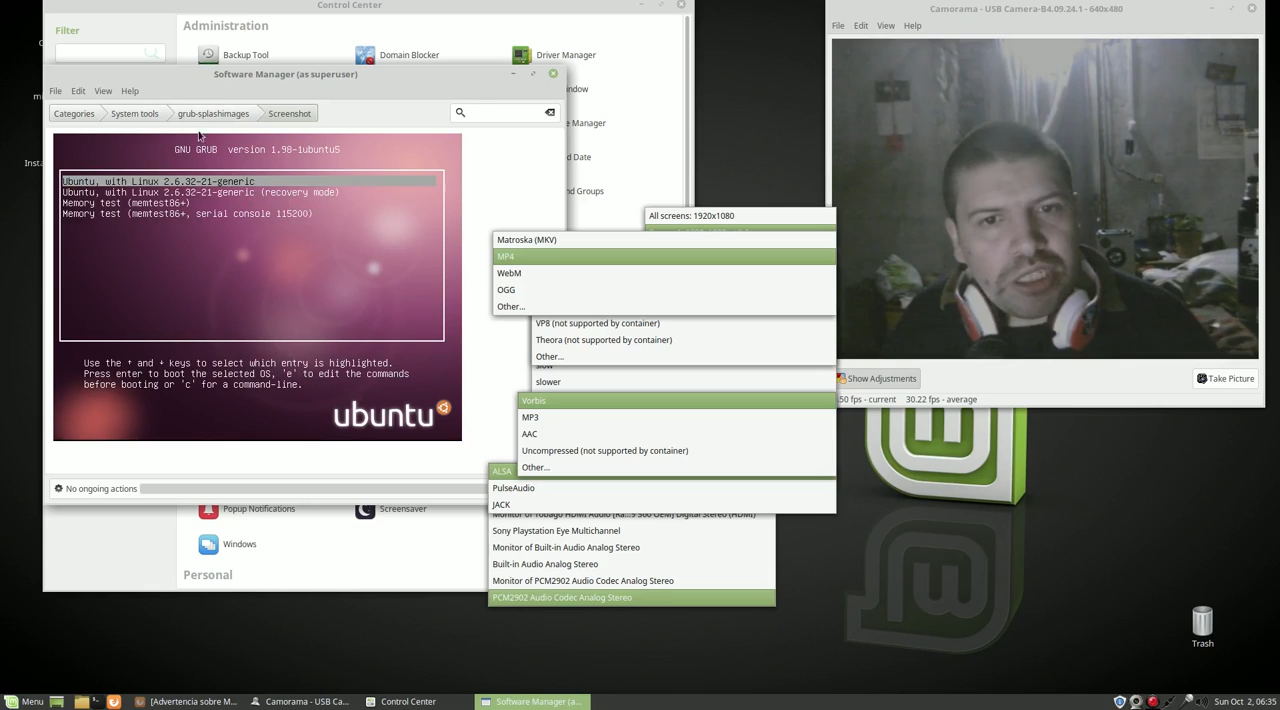 Control Center
Camorama - USB Camera-B4.09.24.1 - 640x480
Filter
Administration
File Edit View Help
Backup Tool
Domain Blocker
Driver Manager
Software Manager (as superuser)
File Edit View Help
Categories
System tools
grub-splashimages
Screenshot
GNU GRUB version 1.98-1ubuntu5
Ubuntu, with Linux 2.6.32-21-generic
Ubuntu, with Linux 2.6.32-21-generic (recovery mode)
Memory test (memtest86+)
Memory test (memtest86+, serial console 115200)
Use the ↑ and ↓ keys to select which entry is highlighted.
Press enter to boot the selected OS, 'e' to edit the commands
before booting or 'c' for a command-line.
ubuntu
All screens: 1920x1080
Matroska (MKV)
MP4
WebM
OGG
Other...
VP8 (not supported by container)
Theora (not supported by container)
Other...
slow
slower
Vorbis
MP3
AAC
Uncompressed (not supported by container)
Other...
ALSA
PulseAudio
JACK
Sony Playstation Eye Multichannel
Monitor of Built-in Audio Analog Stereo
Built-in Audio Analog Stereo
Monitor of PCM2902 Audio Codec Analog Stereo
PCM2902 Audio Codec Analog Stereo
Show Adjustments
Take Picture
.50 fps - current 30.22 fps - average
No ongoing actions
Popup Notifications
Screensaver
Windows
Personal
Trash
Menu
[Advertencia sobre M...
Camorama - USB Ca...
Control Center
Software Manager (a...
Sun Oct 2, 06:35